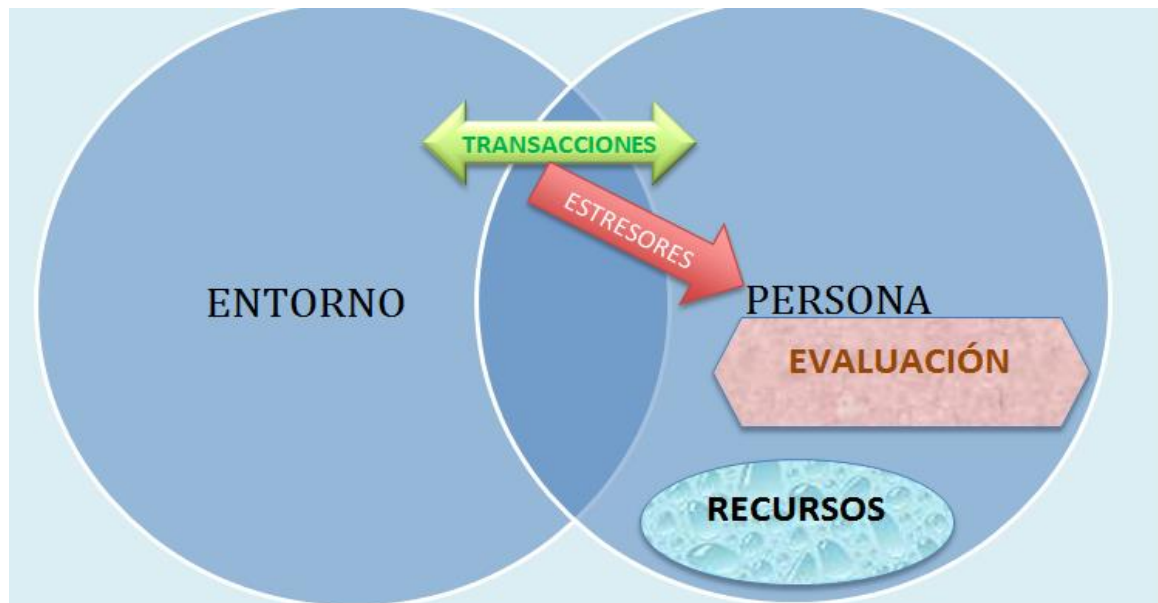 TRANSACCIONES
ESTRESORES
ENTORNO
PERSONA
EVALUACIÓN
RECURSOS